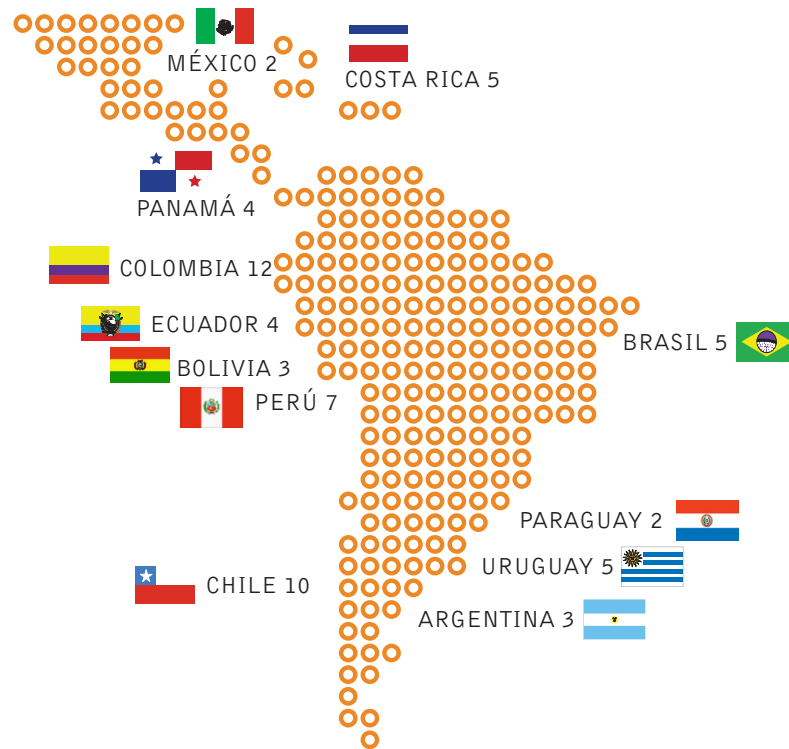 MÉXICO 2
COSTA RICA 5
PANAMÁ 4
COLOMBIA 12
ECUADOR 4
BRASIL 5
BOLIVIA 3
PERÚ 7
PARAGUAY 2
URUGUAY 5
CHILE 10
ARGENTINA 3